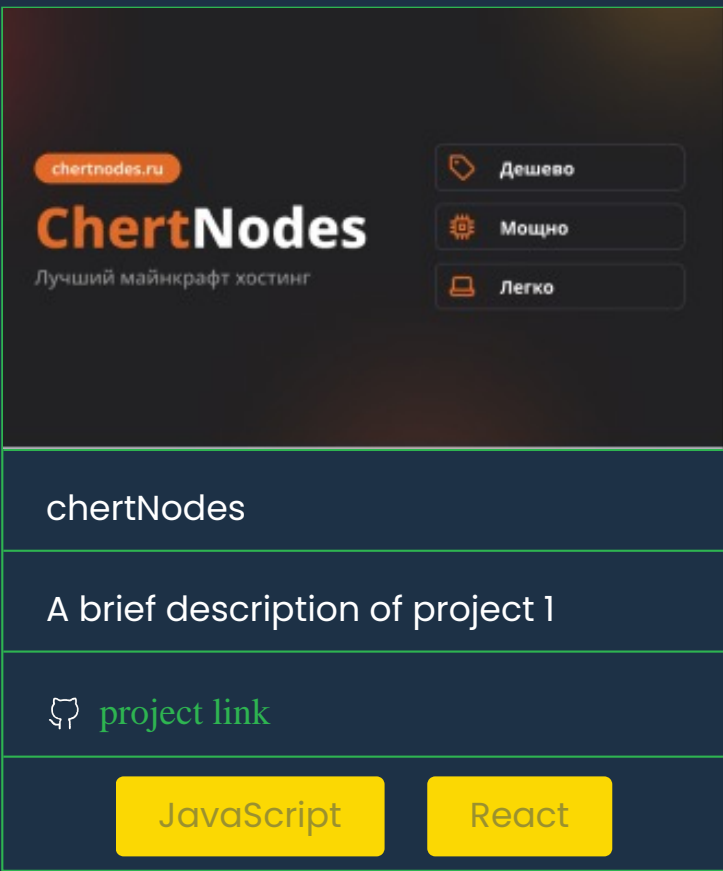 chertnodes.ru
ChertNodes
Лучший майнкрафт хостинг
Дешево
Мощно
Легко
chertNodes
A brief description of project 1
project link
JavaScript
React